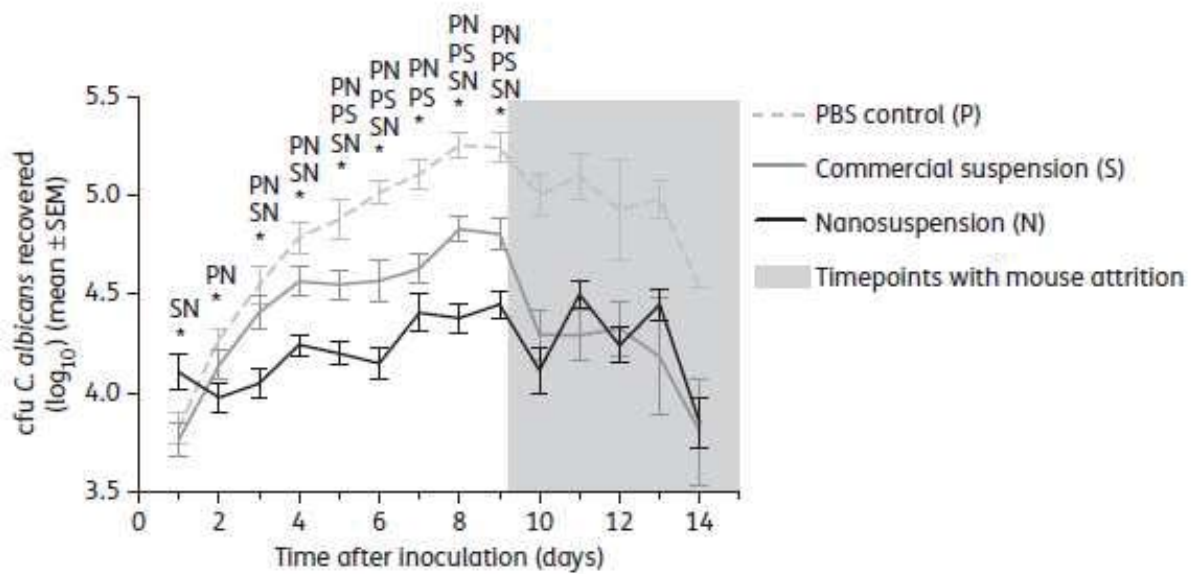 PN
PS
SN
*
PN
PS
SN
*
PN
PS
*
PN
PS
SN
*
PN
PS
SN
*
PN
SN
*
PN
SN
*
PN
*
SN
*
5.5
5.0
4.5
4.0
3.5
cfu C. albicans recovered
(log10) (mean ± SEM)
0 2 4 6 8 10 12 14
Time after inoculation (days)
PBS control (P)
Commercial suspension (S)
Nanosuspension (N)
Timepoints with mouse attrition